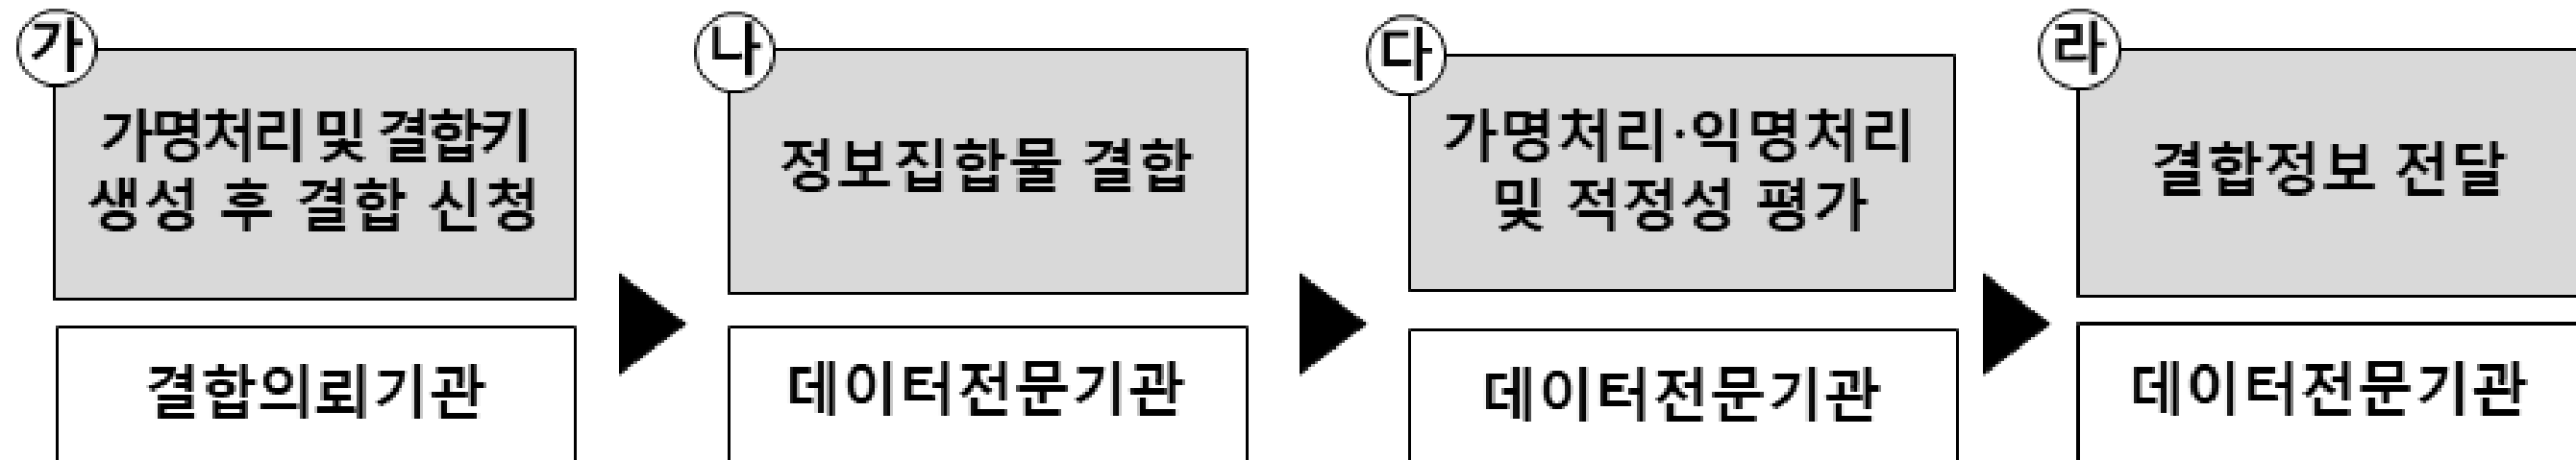 가
가명처리 및 결합키
생성 후 결합 신청
결합의뢰기관
나
정보집합물 결합
데이터전문기관
다
가명처리·익명처리
및 적정성 평가
데이터전문기관
라
결합정보 전달
데이터전문기관